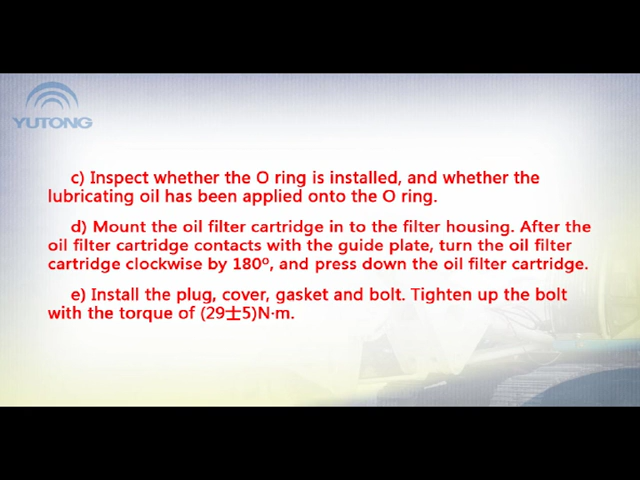 YUTONG
c) Inspect whether the O ring is installed, and whether the
lubricating oil has been applied onto the O ring.
d) Mount the oil filter cartridge in to the filter housing. After the
oil filter cartridge contacts with the guide plate, turn the oil filter
cartridge clockwise by 180º, and press down the oil filter cartridge.
e) Install the plug, cover, gasket and bolt. Tighten up the bolt
with the torque of (29士5)N·m.